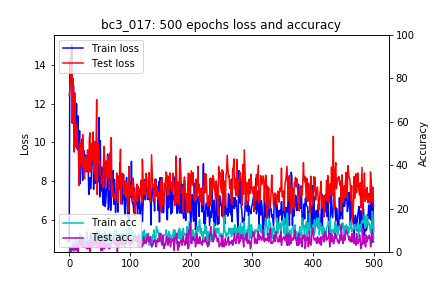 bc3_017: 500 epochs loss and accuracy
Train loss
Test loss
Train acc
Test acc
Loss
14
12
10
8
6
Accuracy
100
80
60
40
20
0
0
100
200
300
400
500